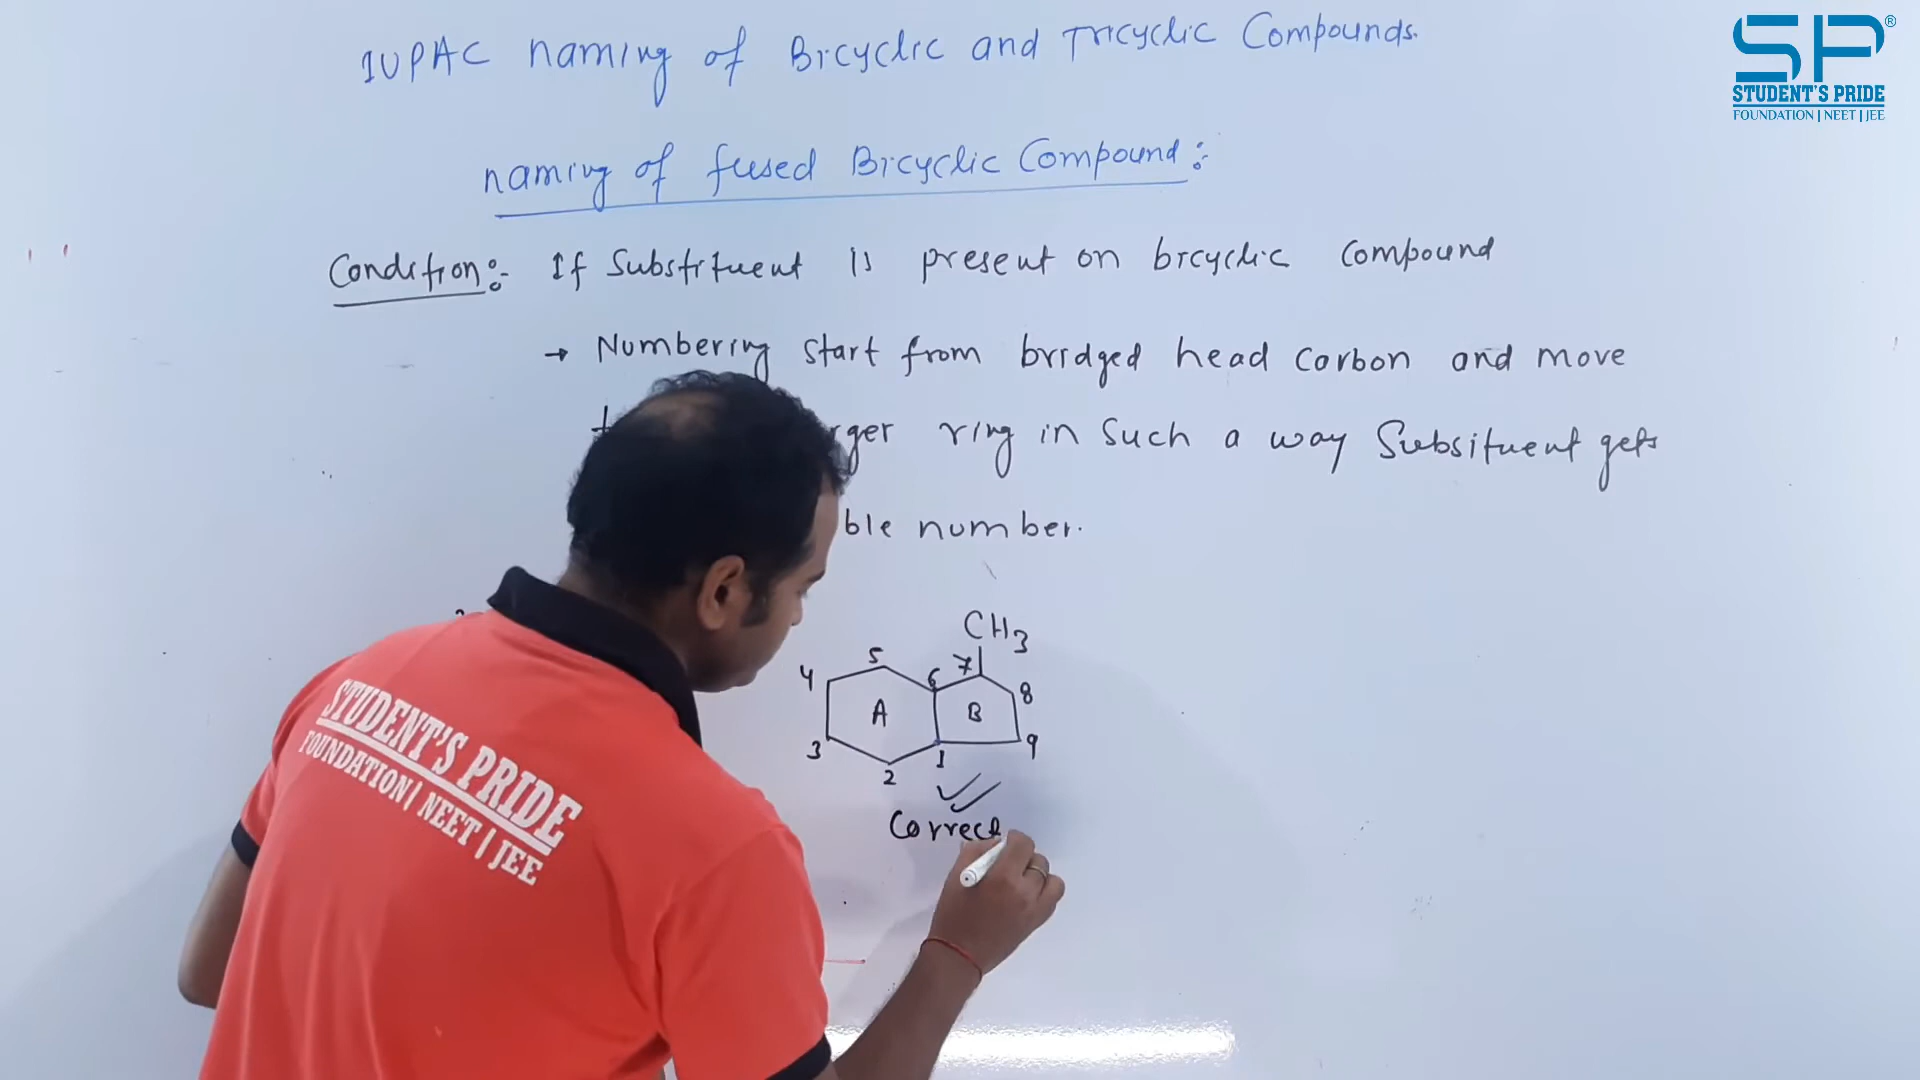 IUPAC naming of Bicyclic and Tricyclic Compounds.
SP®
STUDENT'S PRIDE
FOUNDATION | NEET | JEE
naming of fused Bicyclic Compound:
Condition:- If Substituent is present on bicyclic compound
→ Numbering start from bridged head carbon and move
rger ring in such a way Subsituent gets
ble number.
CH3
4 5 6 7 8
A B
3 2 1 9
Correct
STUDENT'S PRIDE
FOUNDATION | NEET | JEE